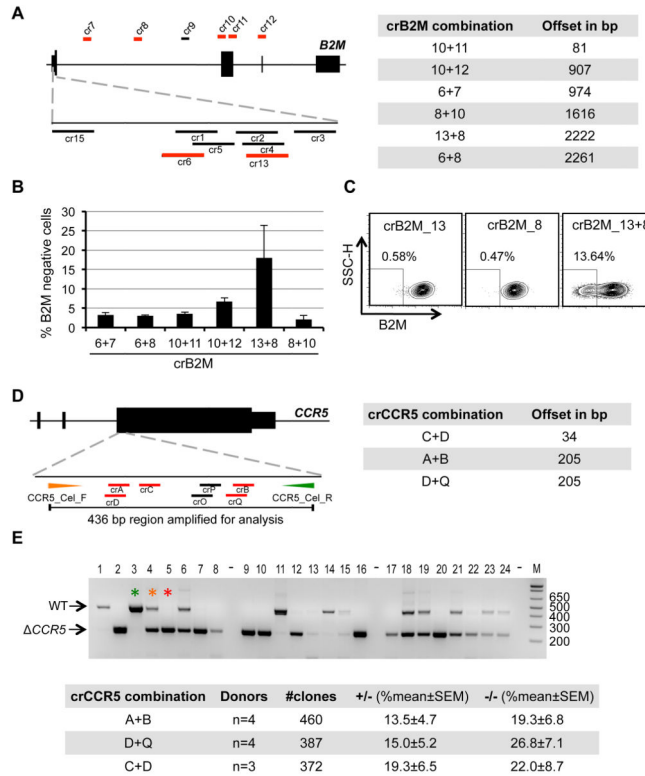 A
cr7
cr8
cr9
cr10
cr11
cr12
B2M
cr15
cr1
cr2
cr3
cr5
cr4
cr6
cr13
crB2M combination Offset in bp
10+11 81
10+12 907
6+7 974
8+10 1616
13+8 2222
6+8 2261
B
% B2M negative cells
30
25
20
15
10
5
0
6+7 6+8 10+11 10+12 13+8 8+10
crB2M
C
SSC-H
crB2M_13 crB2M_8 crB2M_13+8
0.58% 0.47% 13.64%
B2M
D
CCR5
crA crC crP crB
CCR5_Cel_F crD crO crQ CCR5_Cel_R
436 bp region amplified for analysis
crCCR5 combination Offset in bp
C+D 34
A+B 205
D+Q 205
E
1 2 3 4 5 6 7 8 - 9 10 11 12 13 14 15 16 - 17 18 19 20 21 22 23 24 - M
* * *
WT
ΔCCR5
650
500
400
300
200
crCCR5 combination Donors #clones +/- (%mean±SEM) -/- (%mean±SEM)
A+B n=4 460 13.5±4.7 19.3±6.8
D+Q n=4 387 15.0±5.2 26.8±7.1
C+D n=3 372 19.3±6.5 22.0±8.7